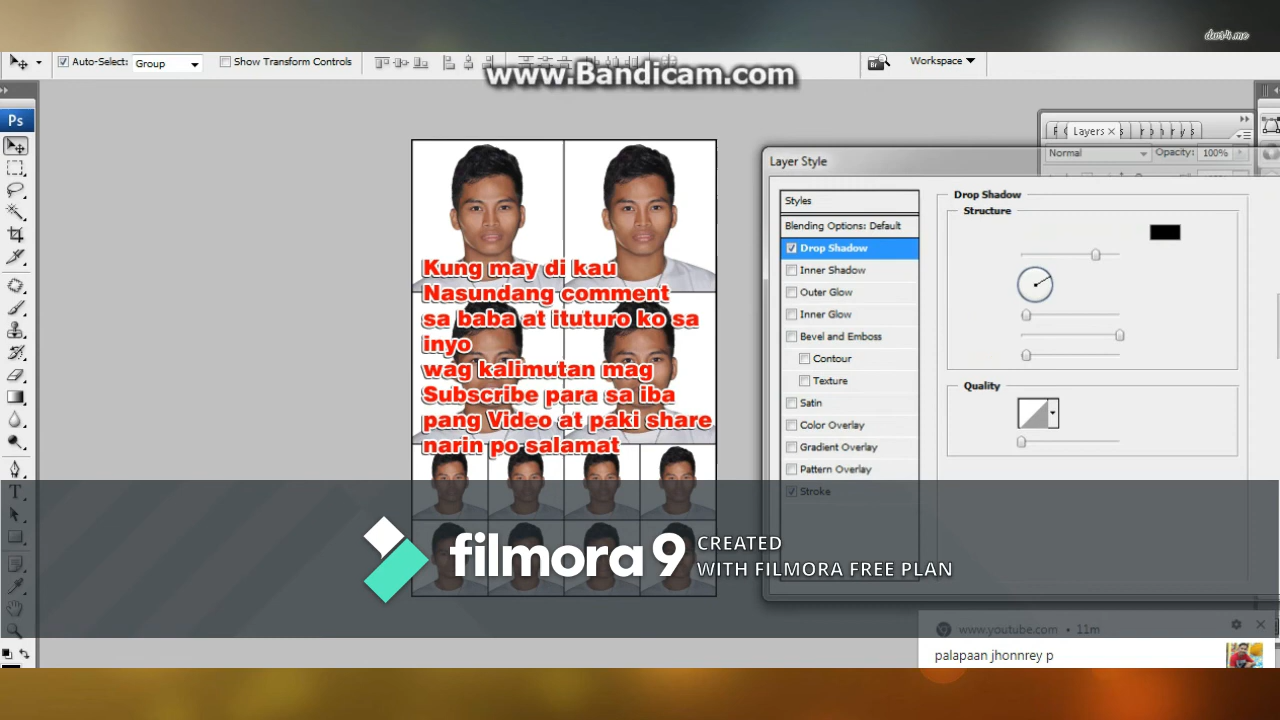 dwt4.me
Auto-Select: Group
Show Transform Controls
www.Bandicam.com
Workspace
Ps
Layers ×
Normal
Opacity: 100%
Layer Style
Styles
Blending Options: Default
Drop Shadow
Inner Shadow
Outer Glow
Inner Glow
Bevel and Emboss
Contour
Texture
Satin
Color Overlay
Gradient Overlay
Pattern Overlay
Stroke
Drop Shadow
Structure
Quality
Kung may di kau
Nasundang comment
sa baba at ituturo ko sa
inyo
wag kalimutan mag
Subscribe para sa iba
pang Video at paki share
narin po salamat
filmora 9
CREATED
WITH FILMORA FREE PLAN
www.youtube.com • 11m
palapaan jhonnrey p